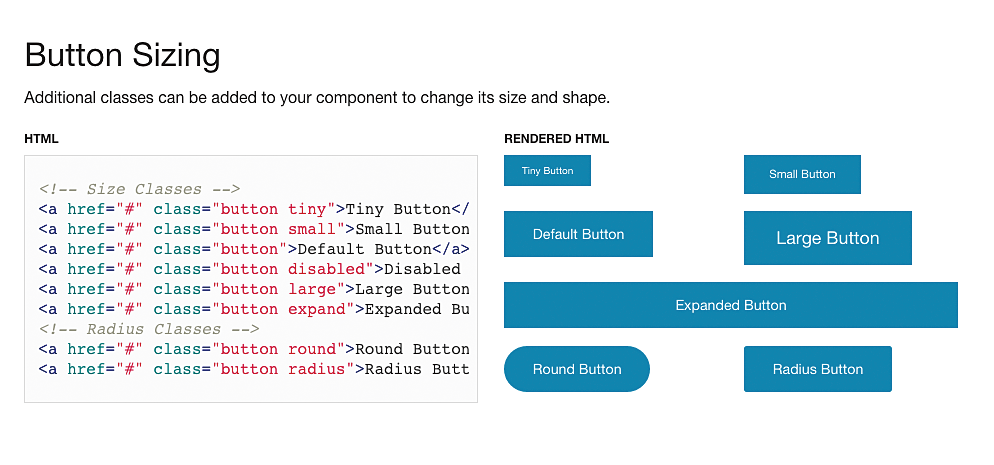 Button Sizing
Additional classes can be added to your component to change its size and shape.
HTML
<!-- Size Classes -->
<a href="#" class="button tiny">Tiny Button</
<a href="#" class="button small">Small Button
<a href="#" class="button">Default Button</a>
<a href="#" class="button disabled">Disabled
<a href="#" class="button large">Large Button
<a href="#" class="button expand">Expanded Bu
<!-- Radius Classes -->
<a href="#" class="button round">Round Button
<a href="#" class="button radius">Radius Butt
RENDERED HTML
Tiny Button
Small Button
Default Button
Large Button
Expanded Button
Round Button
Radius Button